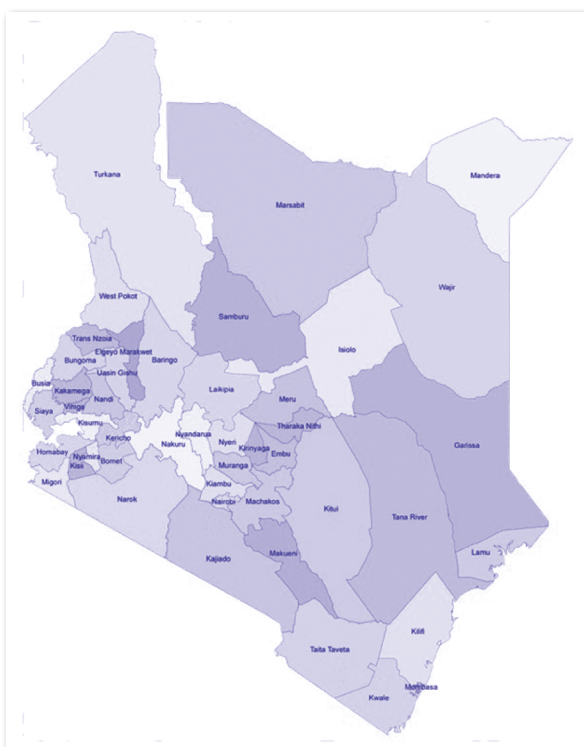 Turkana
Mandera
Marsabit
Wajir
West Pokot
Samburu
Trans Nzoia
Isiolo
Elgeyo Marakwet
Bungoma
Baringo
Uasin Gishu
Busia
Kakamega
Laikipia
Nandi
Meru
Vihiga
Siaya
Kisumu
Tharaka Nithi
Kericho
Nyandarua
Nakuru
Nyeri
Garissa
Kirinyaga
Homabay
Nyamira
Embu
Bomet
Kisii
Muranga
Migori
Kiambu
Narok
Nairobi
Machakos
Kitui
Tana River
Makueni
Lamu
Kajiado
Kilifi
Taita Taveta
Mombasa
Kwale